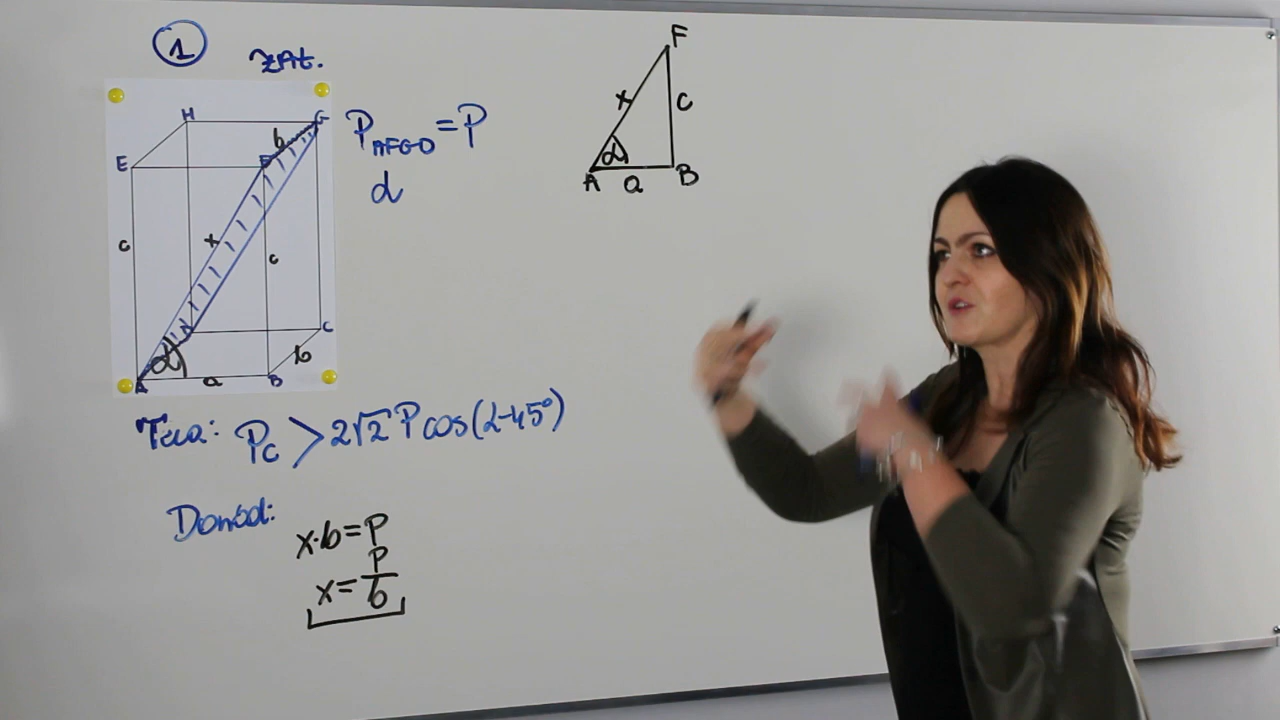 1 zał.
H G
b
E F
P_AFGD = P
α
x
c c
D C
α b
A a B
Teza: P_C > 2√2 P cos(α-45°)
Dowód:
x·b=P
x=P/b
F
x c
α
A a B